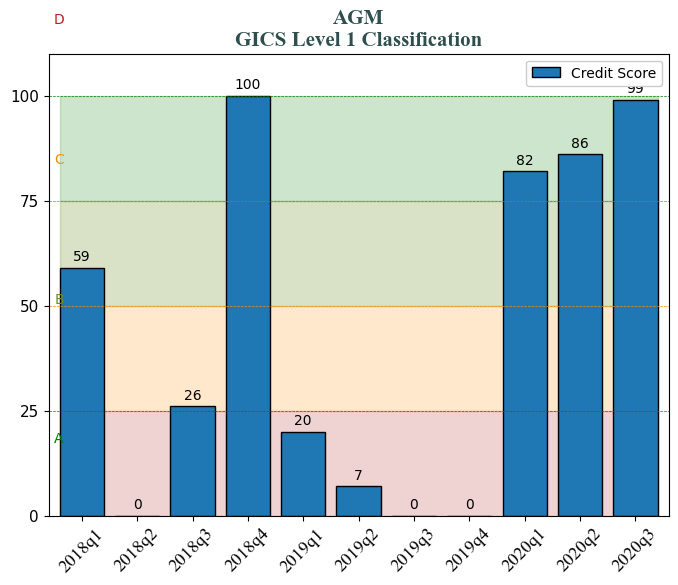 D
AGM
GICS Level 1 Classification
Credit Score
100
100
99
C
82
86
75
59
B
50
26
25
20
A
7
0
0
0
0
2018q1
2018q2
2018q3
2018q4
2019q1
2019q2
2019q3
2019q4
2020q1
2020q2
2020q3